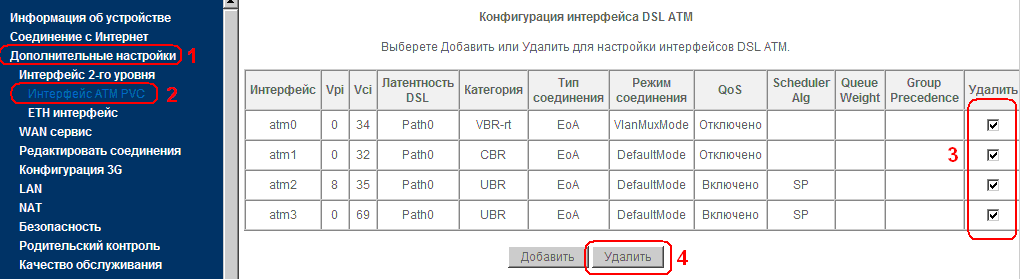 Информация об устройстве
Соединение с Интернет
Дополнительные настройки 1
Интерфейс 2-го уровня
Интерфейс ATM PVC 2
ETH интерфейс
WAN сервис
Редактировать соединения
Конфигурация 3G
LAN
NAT
Безопасность
Родительский контроль
Качество обслуживания
Конфигурация интерфейса DSL ATM
Выберете Добавить или Удалить для настройки интерфейсов DSL ATM.
Интерфейс Vpi Vci Латентность DSL Категория Тип соединения Режим соединения QoS Scheduler Alg Queue Weight Group Precedence Удалить
atm0 0 34 Path0 VBR-rt EoA VlanMuxMode Отключено
atm1 0 32 Path0 CBR EoA DefaultMode Отключено 3
atm2 8 35 Path0 UBR EoA DefaultMode Включено SP
atm3 0 69 Path0 UBR EoA DefaultMode Включено SP
Добавить Удалить 4